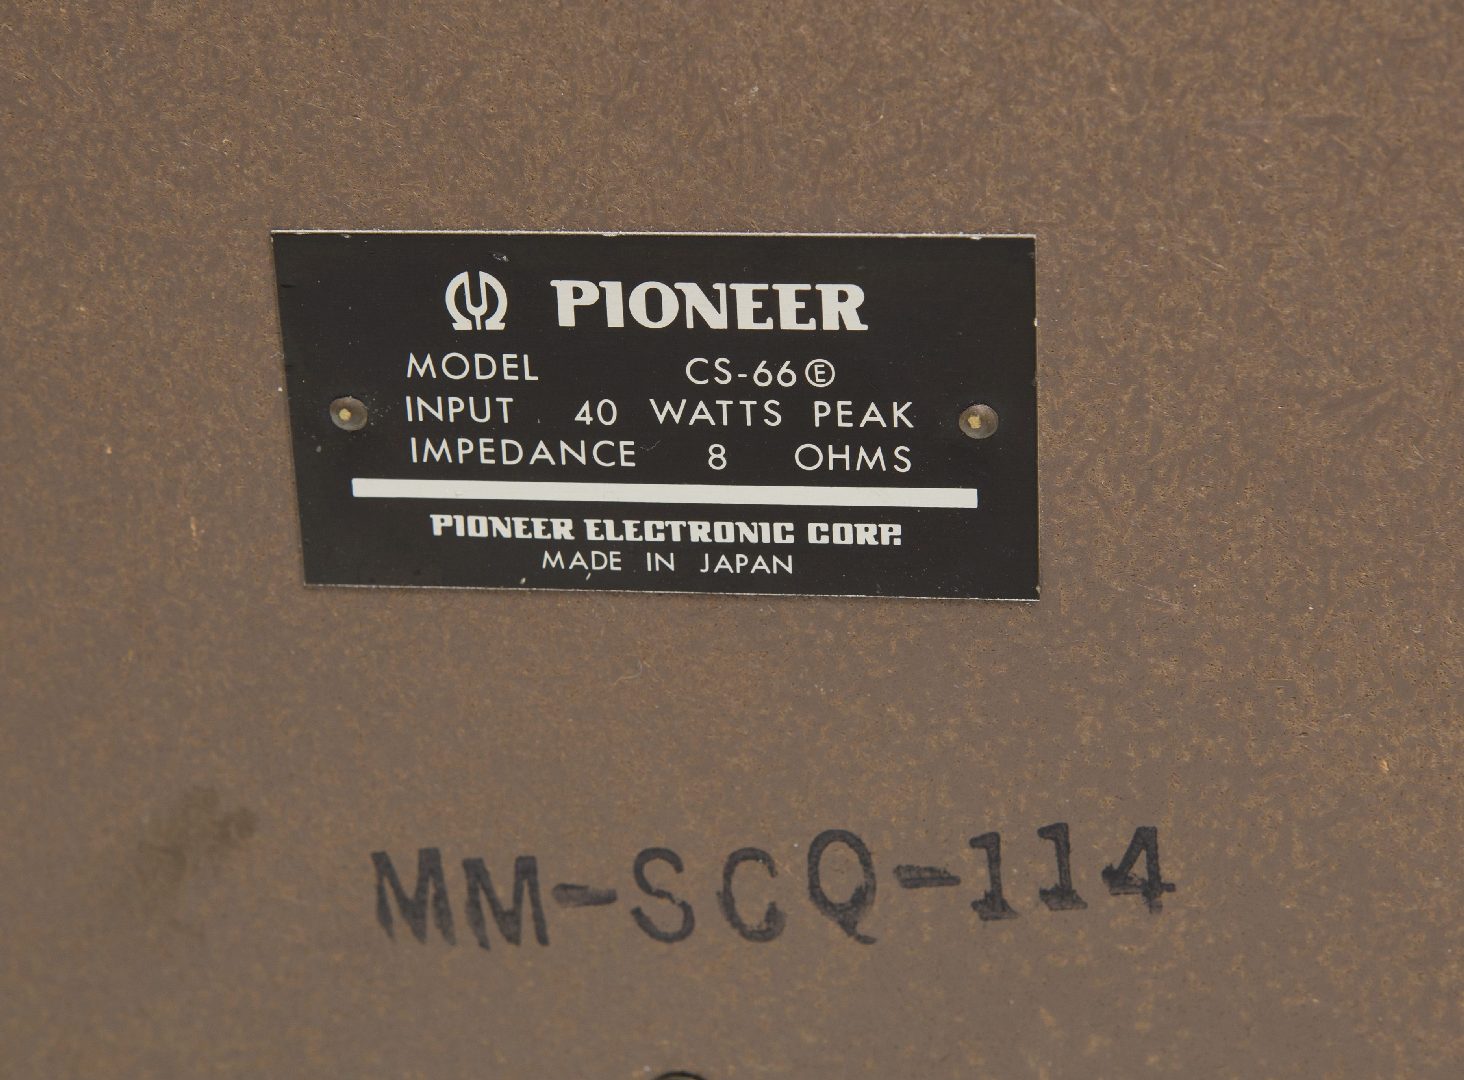 PIONEER
MODEL CS-66 Ⓔ
INPUT 40 WATTS PEAK
IMPEDANCE 8 OHMS
PIONEER ELECTRONIC CORP.
MADE IN JAPAN
MM-SCQ-114